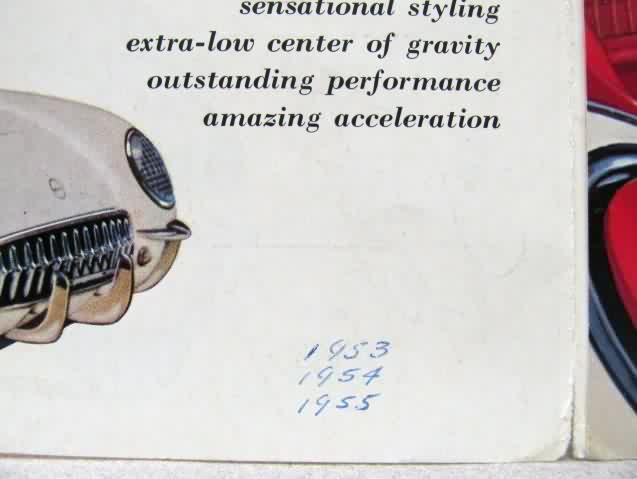 sensational styling
extra-low center of gravity
outstanding performance
amazing acceleration
1953
1954
1955